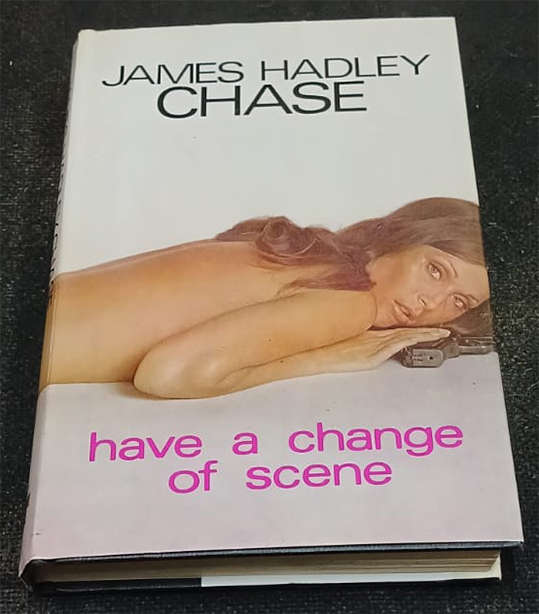 JAMES HADLEY
CHASE
have a change
of scene